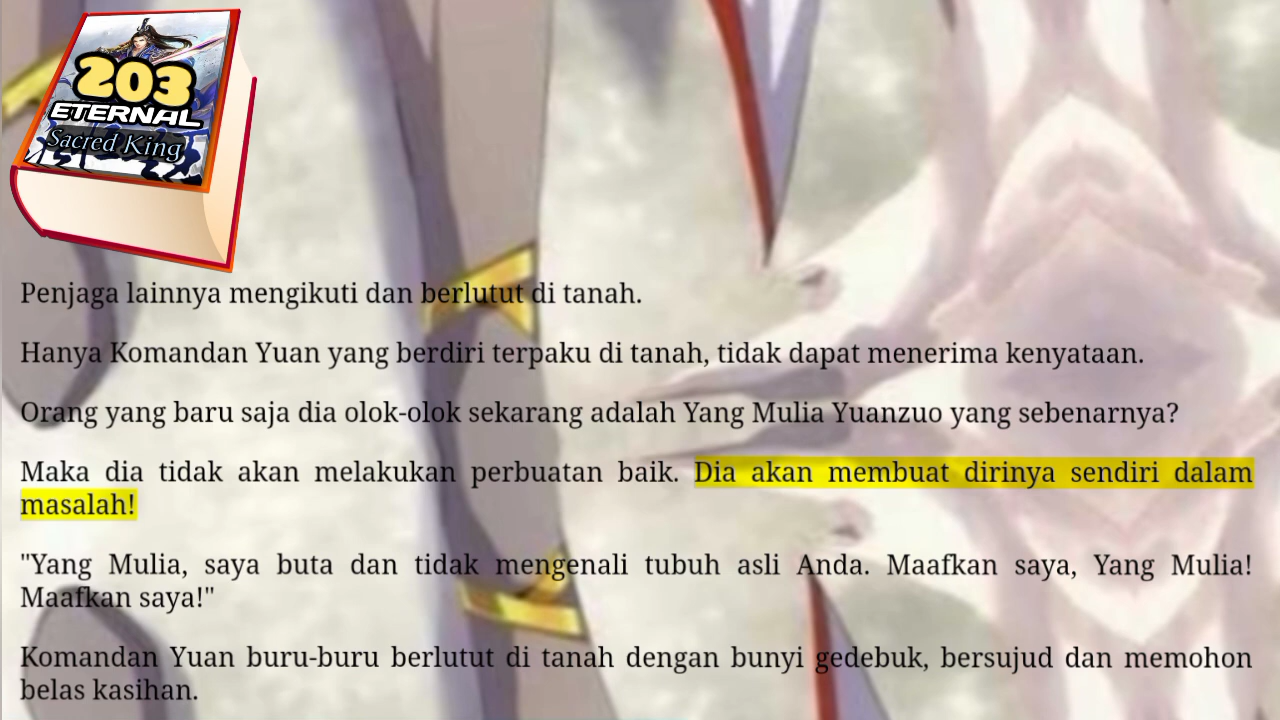 203
ETERNAL
Sacred King
Penjaga lainnya mengikuti dan berlutut di tanah.
Hanya Komandan Yuan yang berdiri terpaku di tanah, tidak dapat menerima kenyataan.
Orang yang baru saja dia olok-olok sekarang adalah Yang Mulia Yuanzuo yang sebenarnya?
Maka dia tidak akan melakukan perbuatan baik. Dia akan membuat dirinya sendiri dalam
masalah!
"Yang Mulia, saya buta dan tidak mengenali tubuh asli Anda. Maafkan saya, Yang Mulia!
Maafkan saya!"
Komandan Yuan buru-buru berlutut di tanah dengan bunyi gedebuk, bersujud dan memohon
belas kasihan.